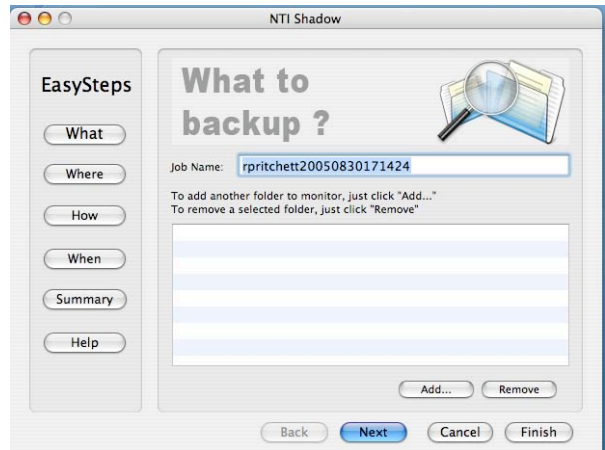 NTI Shadow
EasySteps
What
Where
How
When
Summary
Help
What to
backup ?
Job Name: rpritchett20050830171424
To add another folder to monitor, just click "Add..."
To remove a selected folder, just click "Remove"
Add... Remove
Back Next Cancel Finish